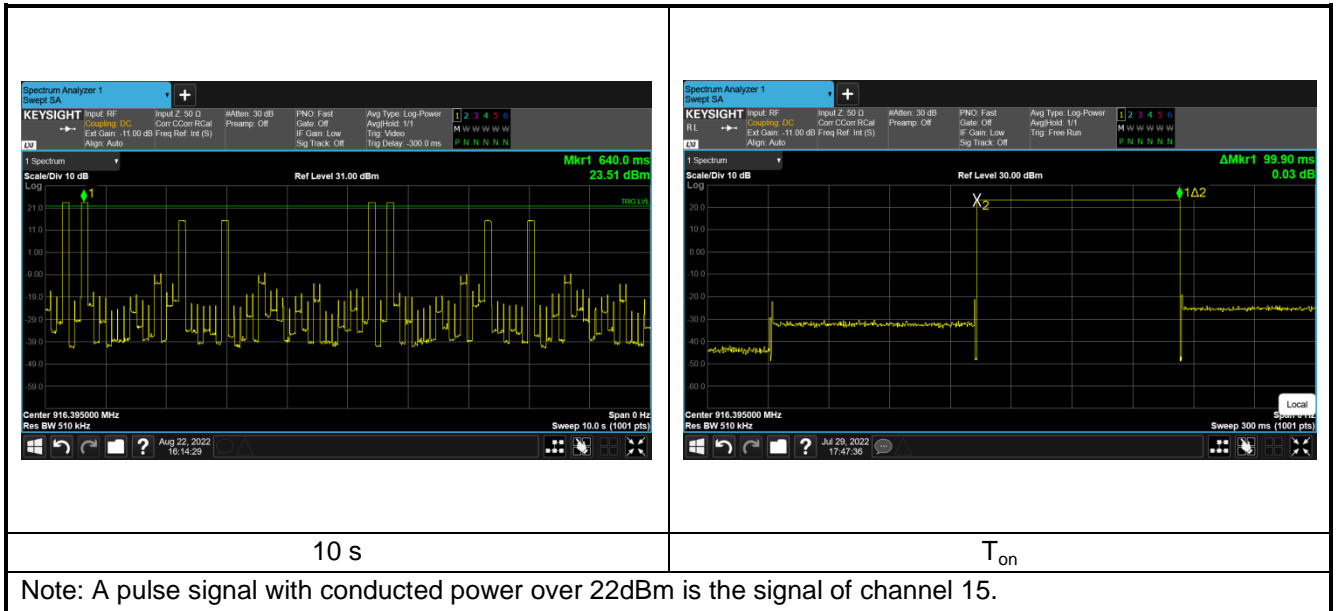 Spectrum Analyzer 1
Swept SA
+
KEYSIGHT Input: RF Input Z: 50 Ω #Atten: 30 dB PNO: Fast Avg Type: Log-Power 1 2 3 4 5 6
Coupling: DC Corr CCorr RCal Preamp: Off Gate: Off Avg|Hold: 1/1 M W W W W W
Ext Gain: -11.00 dB Freq Ref: Int (S) IF Gain: Low Trig: Video
LXI Align: Auto Sig Track: Off Trig Delay: -300.0 ms P N N N N N
1 Spectrum
Mkr1 640.0 ms
Scale/Div 10 dB Ref Level 31.00 dBm 23.51 dBm
Log
1
TRIG LVL
21.0
11.0
1.00
-9.00
-19.0
-29.0
-39.0
-49.0
-59.0
Center 916.395000 MHz Span 0 Hz
Res BW 510 kHz Sweep 10.0 s (1001 pts)
? Aug 22, 2022
16:14:29
Spectrum Analyzer 1
Swept SA
+
KEYSIGHT Input: RF Input Z: 50 Ω #Atten: 30 dB PNO: Fast Avg Type: Log-Power 1 2 3 4 5 6
R L Coupling: DC Corr CCorr RCal Preamp: Off Gate: Off Avg|Hold: 1/1 M W W W W W
Ext Gain: -11.00 dB Freq Ref: Int (S) IF Gain: Low Trig: Free Run
LXI Align: Auto Sig Track: Off P N N N N N
1 Spectrum
ΔMkr1 99.90 ms
Scale/Div 10 dB Ref Level 30.00 dBm 0.03 dB
Log
X2
1Δ2
20.0
10.0
0.00
-10.0
-20.0
-30.0
-40.0
-50.0
-60.0
Local
Center 916.395000 MHz
Res BW 510 kHz Sweep 300 ms (1001 pts)
? Jul 29, 2022
17:47:36
10 s
Ton
Note: A pulse signal with conducted power over 22dBm is the signal of channel 15.